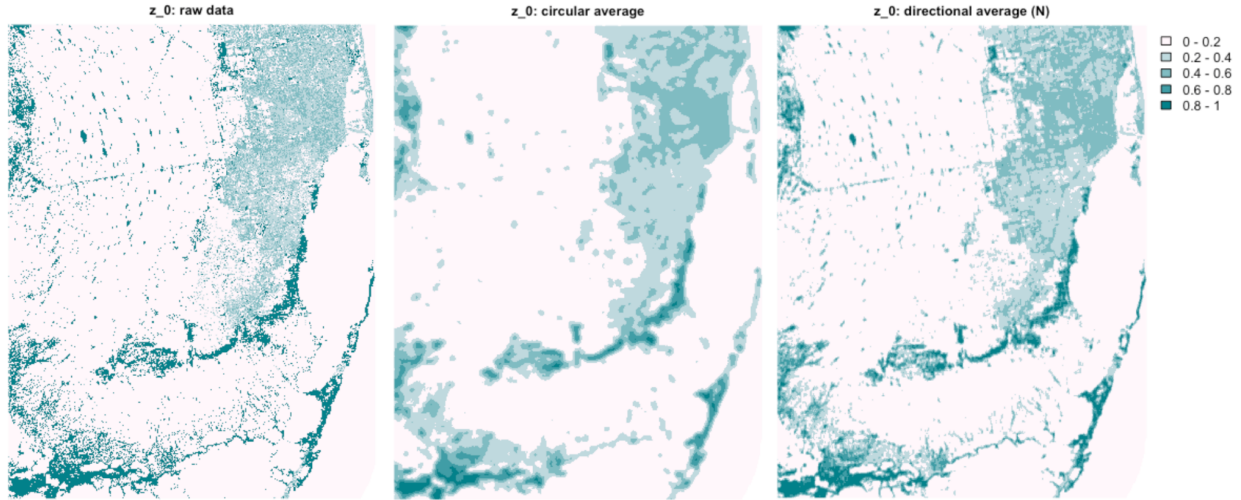 z_0: raw data
z_0: circular average
z_0: directional average (N)
0 - 0.2
0.2 - 0.4
0.4 - 0.6
0.6 - 0.8
0.8 - 1